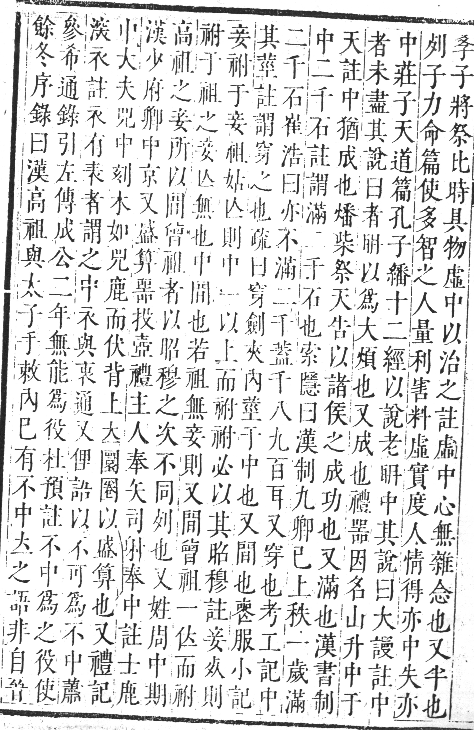 孝子將祭比時具物虛中以治之註虛中心無雜念也又半也
列子力命篇使多智之人量利害料虛實度人情得亦中失亦
中莊子天道篇孔子繙十二經以說老聃中其說曰大謾註中
者未盡其說曰者聃以爲大煩也又成也禮器因名山升中于
天註中猶成也燔柴祭天告以諸侯之成功也又滿也漢書制
中二千石註謂滿千石也索隱曰漢制九卿已上秩一歲滿
二千石崔浩曰亦不滿二千蓋千八九百耳又穿也考工記中
其莖註謂穿之也疏曰穿劍夾內莖于中也又間也喪服小記
妾祔于妾祖姑亾則中一以上而祔祔必以其昭穆註妾死則
祔于祖之妾亾無也中間也若祖無妾則又間曾祖一位而祔
高祖之妾所以間曾祖者以昭穆之次不同列也又姓周中期
漢少府卿中京又盛算器投壺禮主人奉矢司射奉中註士鹿
中大夫兕中刻木如兕鹿而伏背上立圜圈以盛算也又禮記
深衣註衣有表者謂之中衣與衷通又俚語以不可爲不中蕭
參希通錄引左傳成公二年無能爲役杜預註不中爲之役使
餘冬序錄曰漢高祖與太子手敕內已有不中立之語非自晉